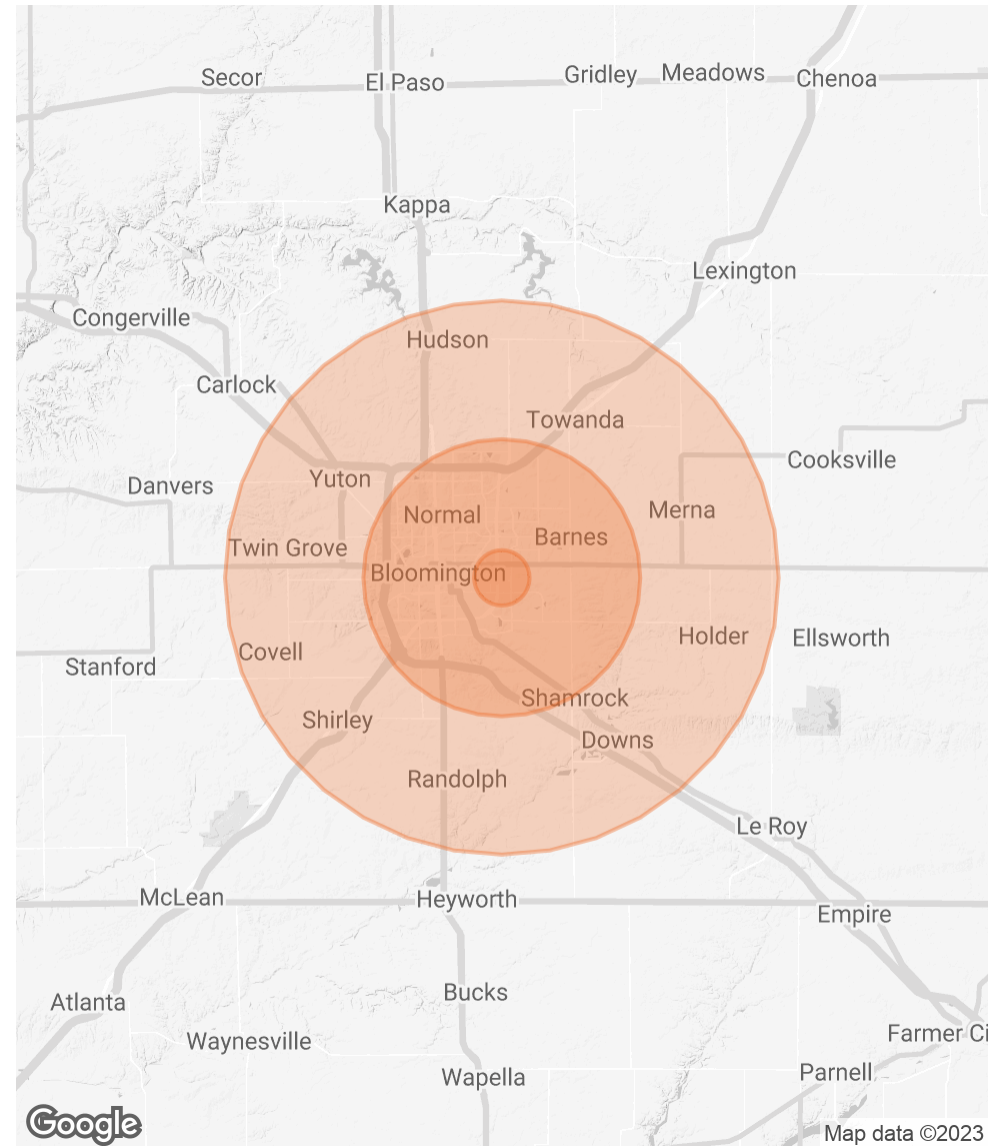 Secor
El Paso
Gridley
Meadows
Chenoa
Kappa
Lexington
Congerville
Hudson
Carlock
Towanda
Cooksville
Yuton
Danvers
Normal
Merna
Barnes
Twin Grove
Bloomington
Holder
Ellsworth
Covell
Stanford
Shamrock
Shirley
Downs
Randolph
Le Roy
McLean
Heyworth
Empire
Bucks
Atlanta
Waynesville
Farmer Ci
Parnell
Wapella
Google
Map data ©2023